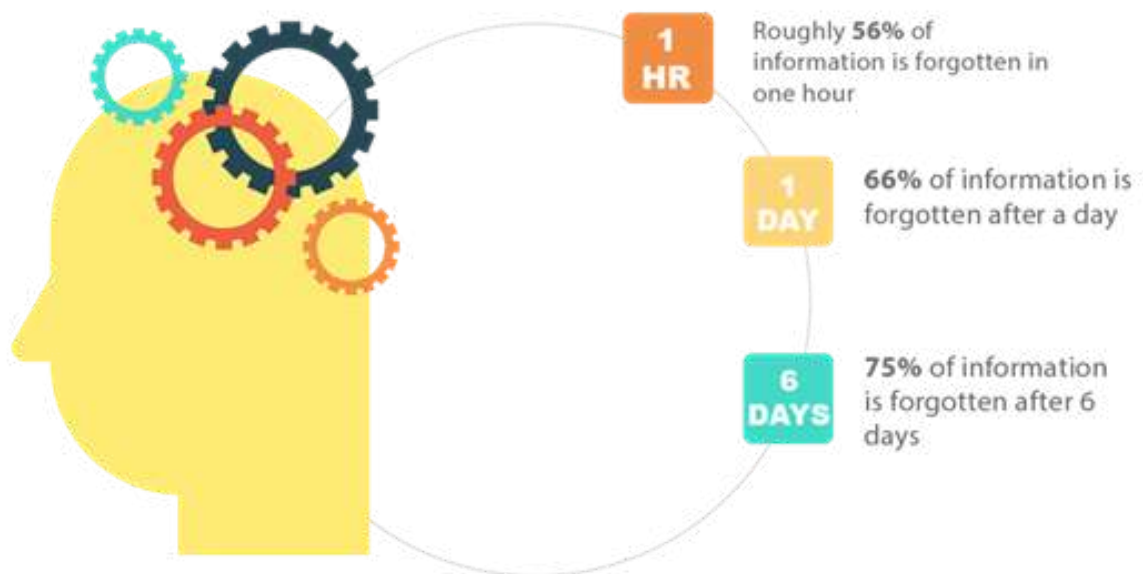 1
HR
Roughly 56% of
information is forgotten in
one hour
1
DAY
66% of information is
forgotten after a day
6
DAYS
75% of information
is forgotten after 6
days